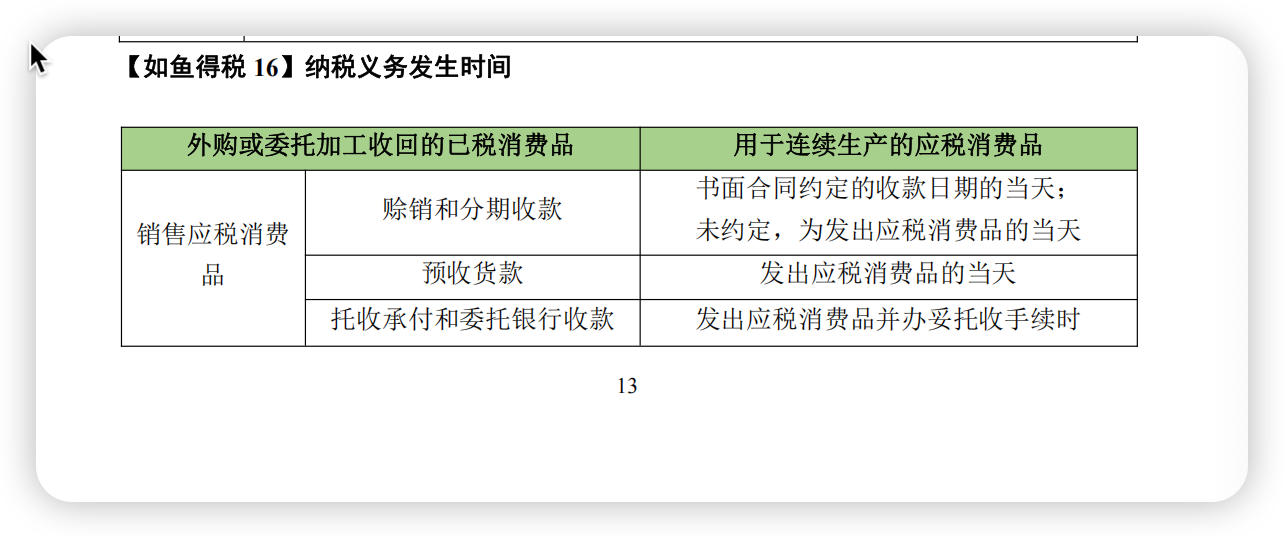 【如鱼得税 16】纳税义务发生时间
外购或委托加工收回的已税消费品 用于连续生产的应税消费品
销售应税消费
品
赊销和分期收款
书面合同约定的收款日期的当天；
未约定，为发出应税消费品的当天
预收货款 发出应税消费品的当天
托收承付和委托银行收款 发出应税消费品并办妥托收手续时
13